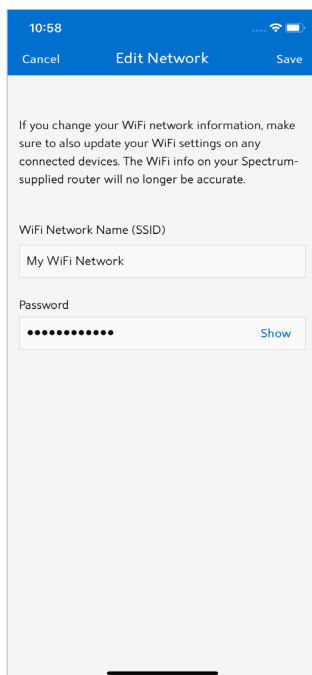 10:58
Cancel Edit Network Save
If you change your WiFi network information, make
sure to also update your WiFi settings on any
connected devices. The WiFi info on your Spectrum-
supplied router will no longer be accurate.
WiFi Network Name (SSID)
My WiFi Network
Password
●●●●●●●●●●●● Show